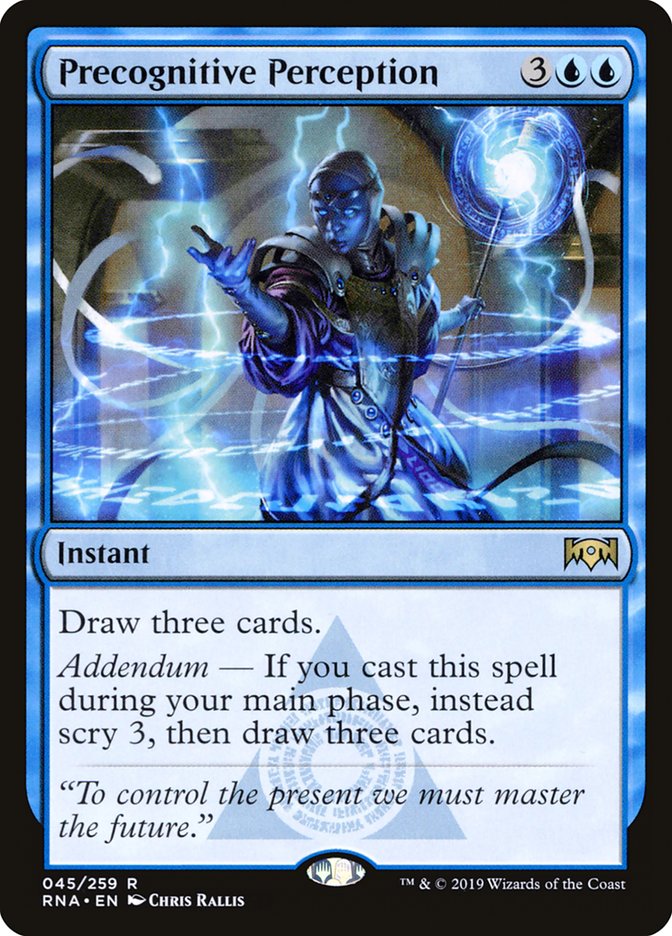 Precognitive Perception 3
Instant
Draw three cards.
Addendum — If you cast this spell
during your main phase, instead
scry 3, then draw three cards.
“To control the present we must master
the future.”
045/259 R
RNA • EN Chris Rallis
™ & © 2019 Wizards of the Coast